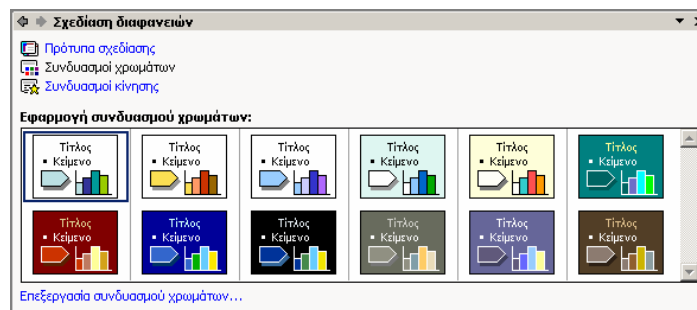 Σχεδίαση διαφανειών
Πρότυπα σχεδίασης
Συνδυασμοί χρωμάτων
Συνδυασμοί κίνησης
Εφαρμογή συνδυασμού χρωμάτων:
Τίτλος Τίτλος Τίτλος Τίτλος Τίτλος Τίτλος
▪ Κείμενο ▪ Κείμενο ▪ Κείμενο ▪ Κείμενο ▪ Κείμενο ▪ Κείμενο
Τίτλος Τίτλος Τίτλος Τίτλος Τίτλος Τίτλος
▪ Κείμενο ▪ Κείμενο ▪ Κείμενο ▪ Κείμενο ▪ Κείμενο ▪ Κείμενο
Επεξεργασία συνδυασμού χρωμάτων...